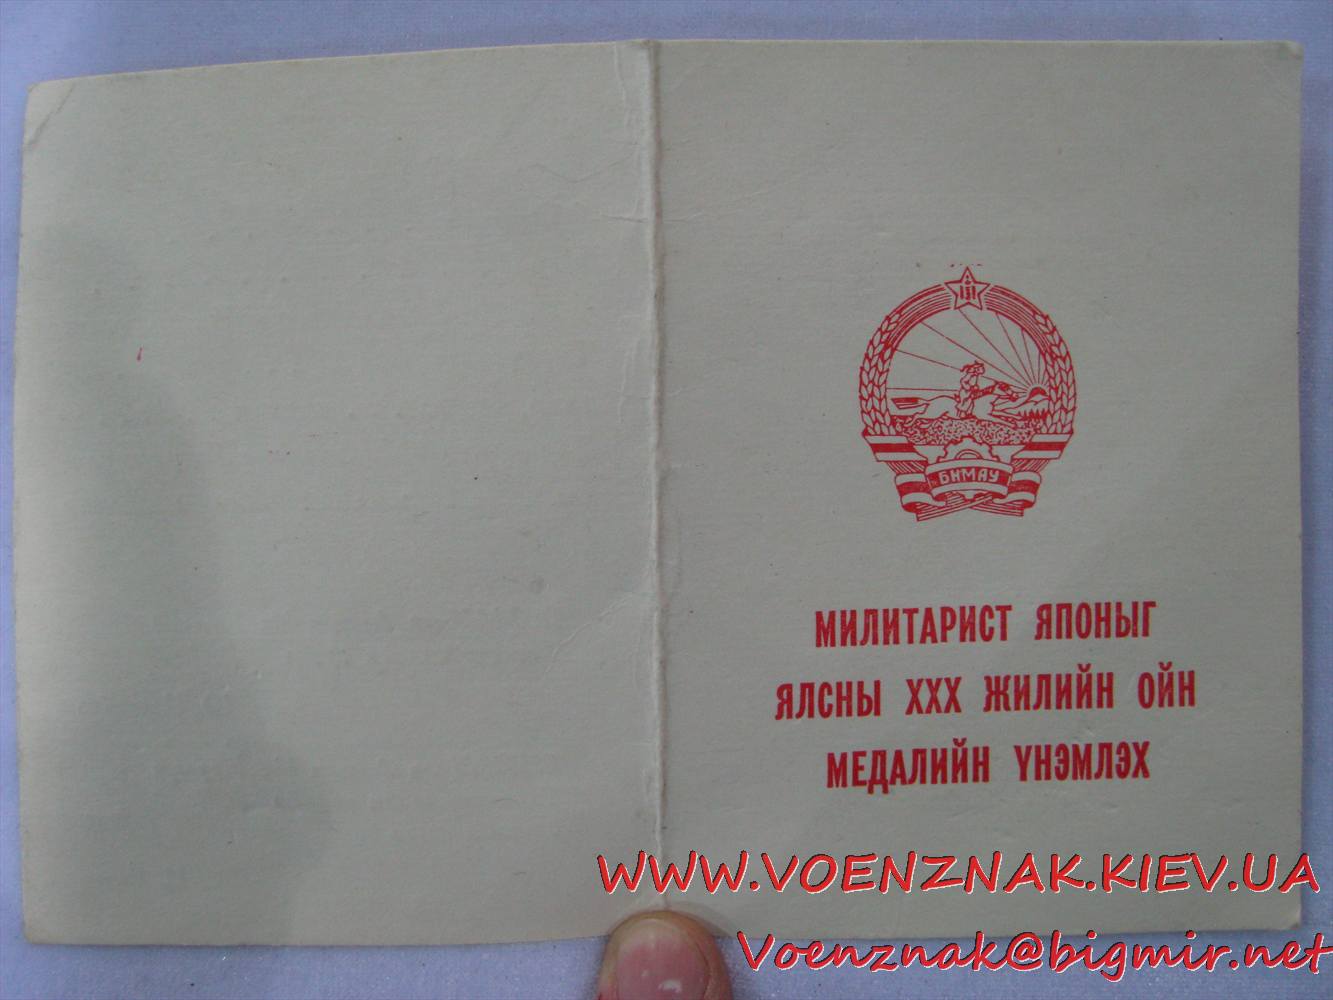 БНМАУ
МИЛИТАРИСТ ЯПОНЫГ
ЯЛСНЫ XXX ЖИЛИЙН ОЙН
МЕДАЛИЙН ҮНЭМЛЭХ
WWW.VOENZNAK.KIEV.UA
Voenznak@bigmir.net